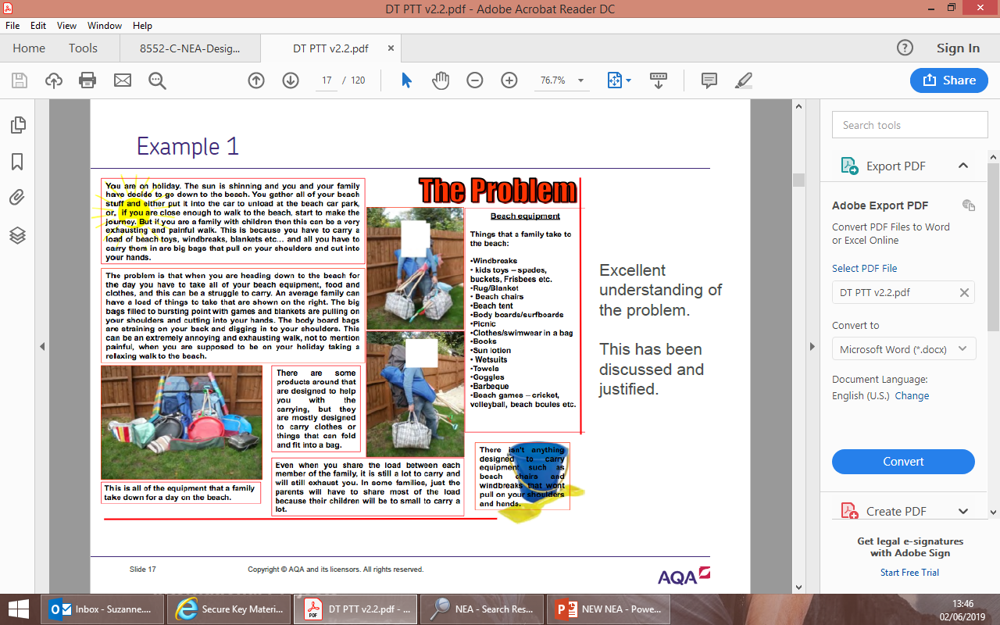 DT PTT v2.2.pdf - Adobe Acrobat Reader DC
File Edit View Window Help
Home Tools 8552-C-NEA-Desig... DT PTT v2.2.pdf ×
17 / 120 76.7% Share
? Sign In
Example 1
You are on holiday. The sun is shinning and you and your family
have decide to go down to the beach. You gather all of your beach
stuff and either put it into the car to unload at the beach car park,
or, if you are close enough to walk to the beach, start to make the
journey. But if you are a family with children then this can be a very
exhausting and painful walk. This is because you have to carry a
load of beach toys, windbreaks, blankets etc... and all you have to
carry them in are big bags that pull on your shoulders and cut into
your hands.
The problem is that when you are heading down to the beach for
the day you have to take all of your beach equipment, food and
clothes, and this can be a struggle to carry. An average family can
have a load of things to take that are shown on the right. The big
bags filled to bursting point with games and blankets are pulling on
your shoulders and cutting into your hands. The body board bags
are straining on your back and digging in to your shoulders. This
can be an extremely annoying and exhausting walk, not to mention
painful, when you are supposed to be on your holiday taking a
relaxing walk to the beach.
There are some
products around that
are designed to help
you with the
carrying, but they
are mostly designed
to carry clothes or
things that can fold
and fit into a bag.
This is all of the equipment that a family
take down for a day on the beach.
Even when you share the load between each
member of the family, it is still a lot to carry and
will still exhaust you. In some families, just the
parents will have to share most of the load
because their children will be to small to carry a
lot.
The Problem
Beach equipment
Things that a family take to
the beach:
•Windbreaks
• kids toys – spades,
buckets, Frisbees etc.
•Rug/Blanket
• Beach chairs
•Beach tent
•Body boards/surfboards
•Picnic
•Clothes/swimwear in a bag
•Books
•Sun lotion
• Wetsuits
•Towels
•Goggles
•Barbeque
•Beach games – cricket,
volleyball, beach boules etc.
There isn't anything
designed to carry
equipment such as
beach chairs and
windbreaks that wont
pull on your shoulders
and hands.
Excellent
understanding of
the problem.
This has been
discussed and
justified.
Slide 17 Copyright © AQA and its licensors. All rights reserved.
AQA
Search tools
Export PDF
Adobe Export PDF
Convert PDF Files to Word
or Excel Online
Select PDF File
DT PTT v2.2.pdf
Convert to
Microsoft Word (*.docx)
Document Language:
English (U.S.) Change
Convert
Create PDF
Get legal e-signatures
with Adobe Sign
Start Free Trial
Inbox - Suzanne.... Secure Key Materi... DT PTT v2.2.pdf - ... NEA - Search Res... NEW NEA - Powe...
13:46
02/06/2019